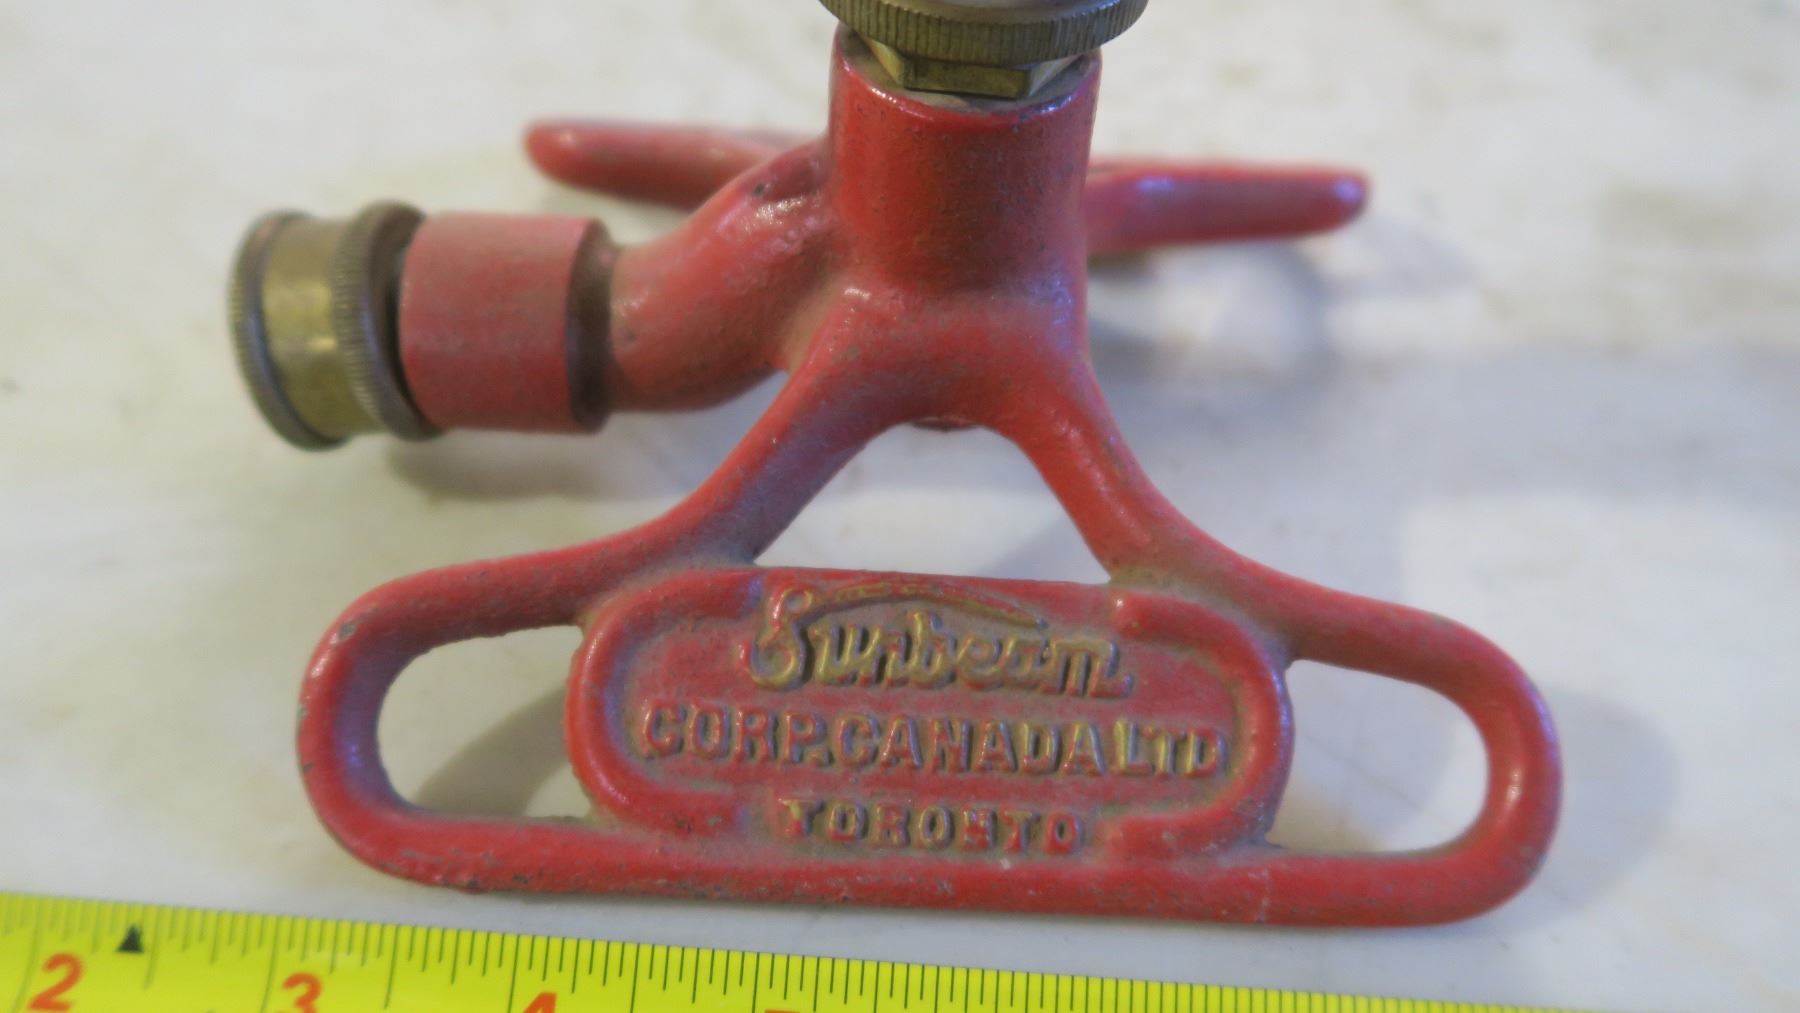 Sunbeam
CORP. CANADA LTD
TORONTO
2 3 4